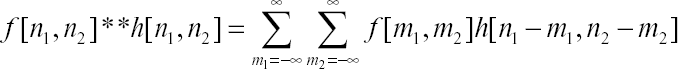 f[n₁,n₂]**h[n₁,n₂] = ∑_{m₁=-∞}^{∞} ∑_{m₂=-∞}^{∞} f[m₁,m₂]h[n₁-m₁,n₂-m₂]